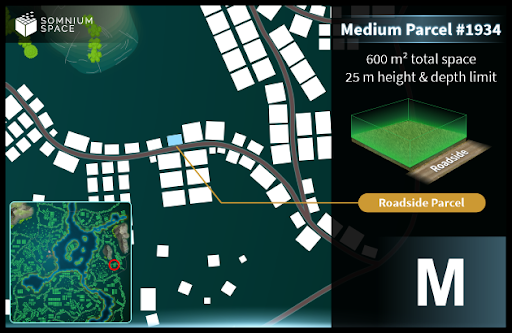 SOMNIUM
SPACE
Medium Parcel #1934
600 m² total space
25 m height & depth limit
Roadside
Roadside Parcel
M